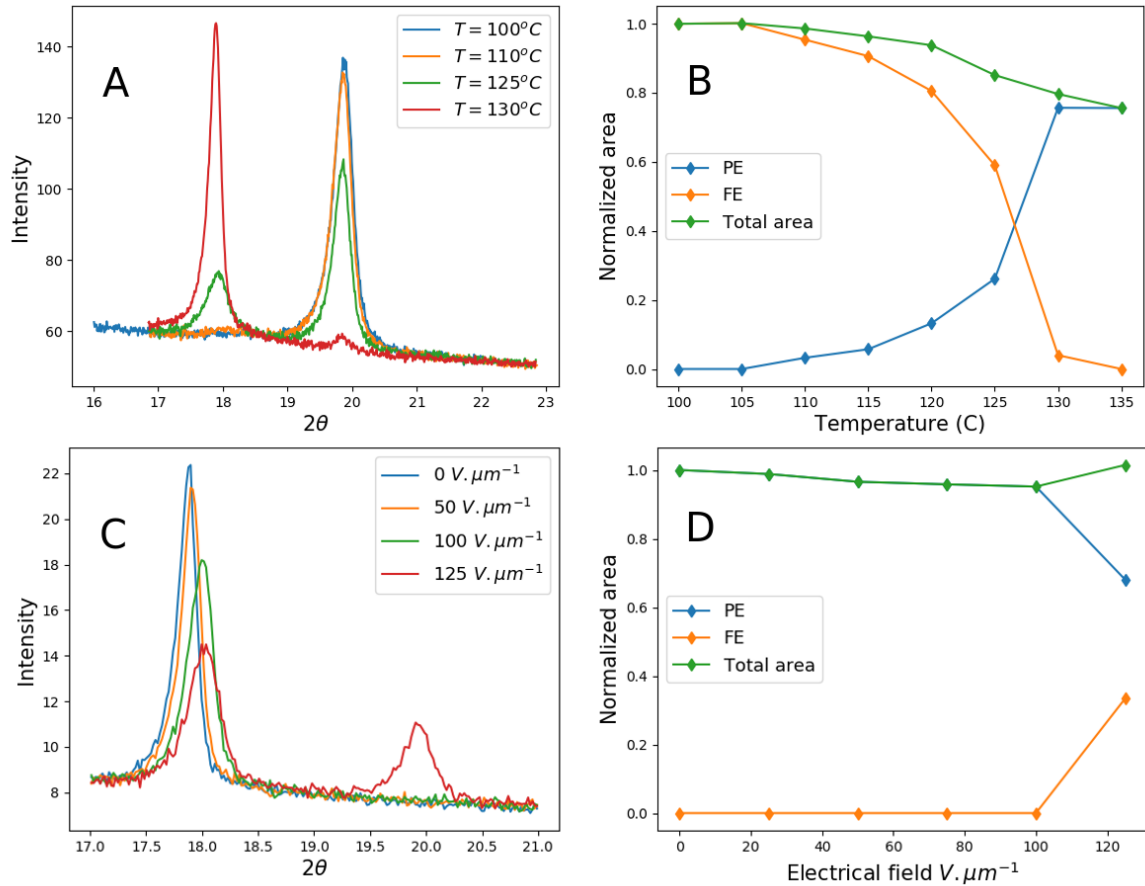 A
T = 100°C
T = 110°C
T = 125°C
T = 130°C
Intensity
140
120
100
80
60
16 17 18 19 20 21 22 23
2θ
B
PE
FE
Total area
Normalized area
1.0
0.8
0.6
0.4
0.2
0.0
100 105 110 115 120 125 130 135
Temperature (C)
C
0 V.μm⁻¹
50 V.μm⁻¹
100 V.μm⁻¹
125 V.μm⁻¹
Intensity
22
20
18
16
14
12
10
8
17.0 17.5 18.0 18.5 19.0 19.5 20.0 20.5 21.0
2θ
D
PE
FE
Total area
Normalized area
1.0
0.8
0.6
0.4
0.2
0.0
0 20 40 60 80 100 120
Electrical field V.μm⁻¹